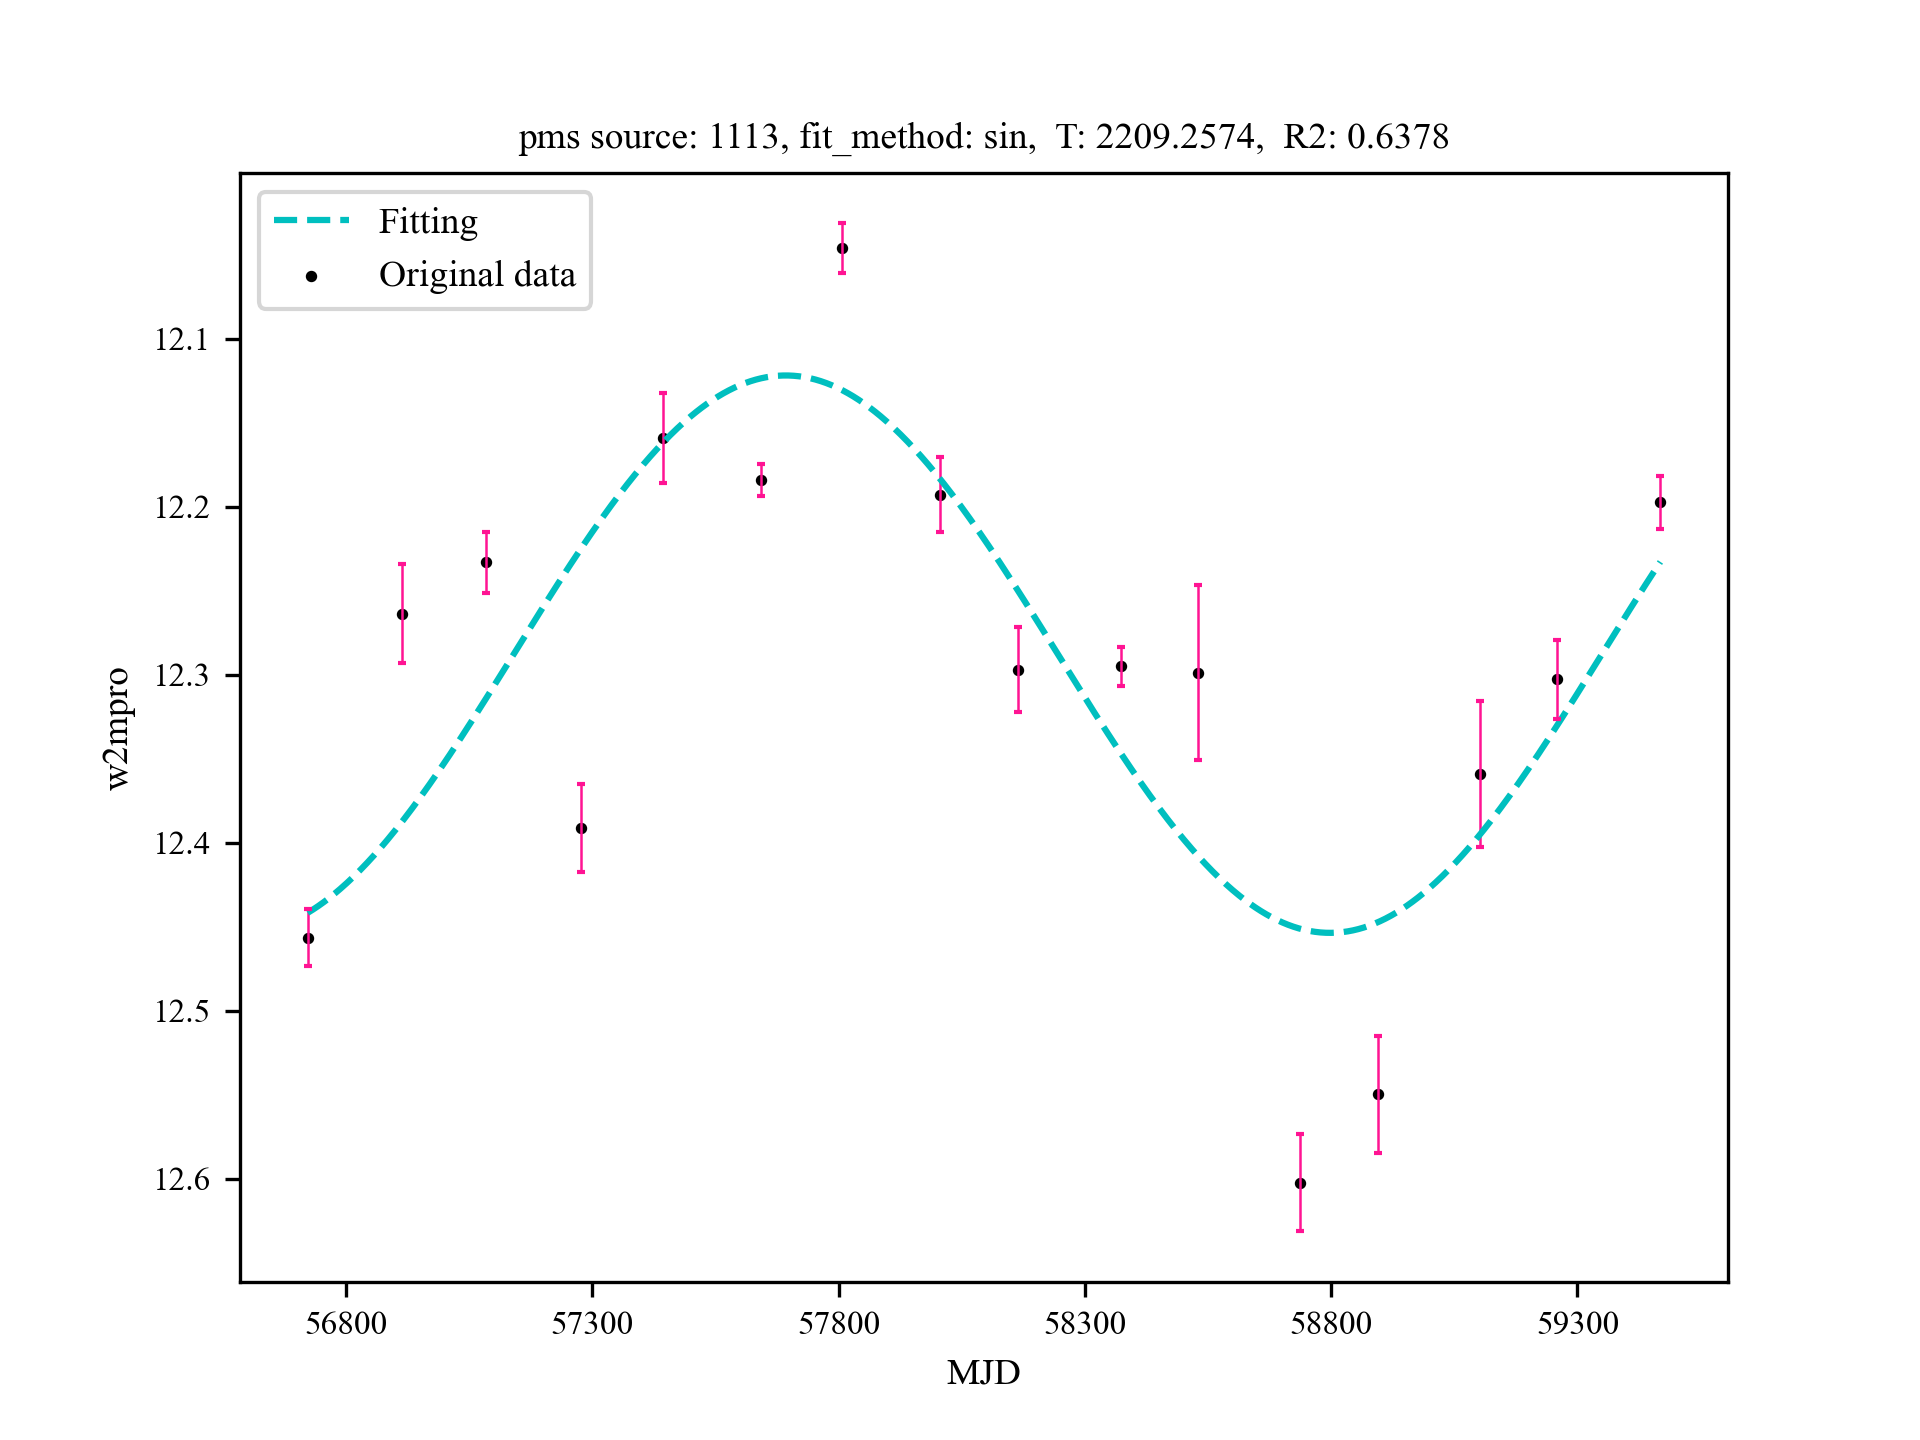 pms source: 1113, fit_method: sin,  T: 2209.2574,  R2: 0.6378
Fitting
Original data
12.1
12.2
12.3
12.4
12.5
12.6
w2mpro
56800 57300 57800 58300 58800 59300
MJD